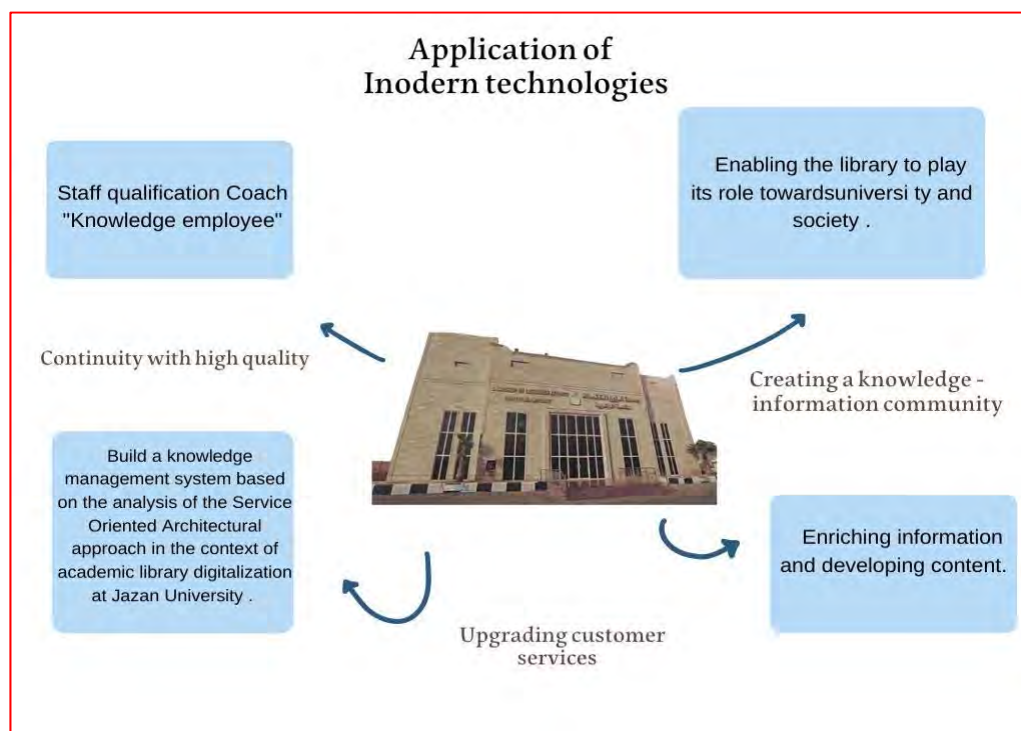 Application of
Inodern technologies
Staff qualification Coach
"Knowledge employee"
Enabling the library to play
its role towardsuniversi ty and
society .
Continuity with high quality
Creating a knowledge -
information community
Build a knowledge
management system based
on the analysis of the Service
Oriented Architectural
approach in the context of
academic library digitalization
at Jazan University .
Enriching information
and developing content.
Upgrading customer
services